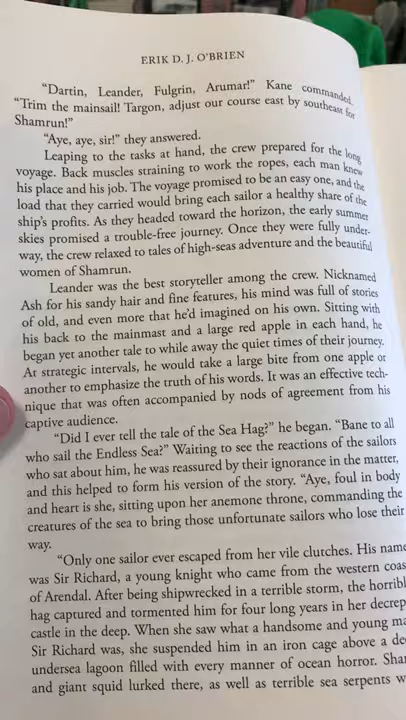 ERIK D. J. O'BRIEN
"Dartin, Leander, Fulgrin, Arumar!" Kane commanded.
"Trim the mainsail! Targon, adjust our course east by southeast for
Shamrun!"
"Aye, aye, sir!" they answered.
Leaping to the tasks at hand, the crew prepared for the long
voyage. Back muscles straining to work the ropes, each man knew
his place and his job. The voyage promised to be an easy one, and the
load that they carried would bring each sailor a healthy share of the
ship's profits. As they headed toward the horizon, the early summer
skies promised a trouble-free journey. Once they were fully under-
way, the crew relaxed to tales of high-seas adventure and the beautiful
women of Shamrun.
Leander was the best storyteller among the crew. Nicknamed
Ash for his sandy hair and fine features, his mind was full of stories
of old, and even more that he'd imagined on his own. Sitting with
his back to the mainmast and a large red apple in each hand, he
began yet another tale to while away the quiet times of their journey.
At strategic intervals, he would take a large bite from one apple or
another to emphasize the truth of his words. It was an effective tech-
nique that was often accompanied by nods of agreement from his
captive audience.
"Did I ever tell the tale of the Sea Hag?" he began. "Bane to all
who sail the Endless Sea?" Waiting to see the reactions of the sailors
who sat about him, he was reassured by their ignorance in the matter,
and this helped to form his version of the story. "Aye, foul in body
and heart is she, sitting upon her anemone throne, commanding the
creatures of the sea to bring those unfortunate sailors who lose their
way.
"Only one sailor ever escaped from her vile clutches. His name
was Sir Richard, a young knight who came from the western
of Arendal. After being shipwrecked in a terrible storm, the
hag captured and tormented him for four long years in her
castle in the deep. When she saw what a handsome and young
Sir Richard was, she suspended him in an iron cage above a
undersea lagoon filled with every manner of ocean horror.
and giant squid lurked there, as well as terrible sea serpents